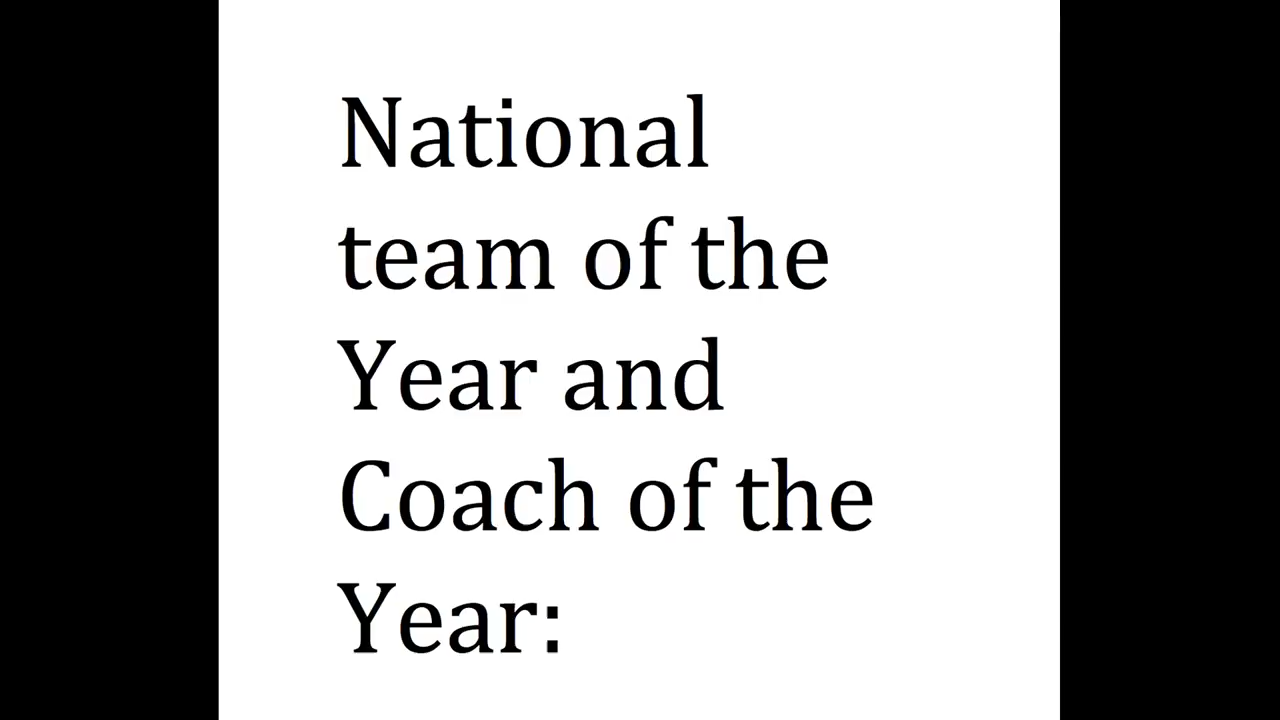 National
team of the
Year and
Coach of the
Year: